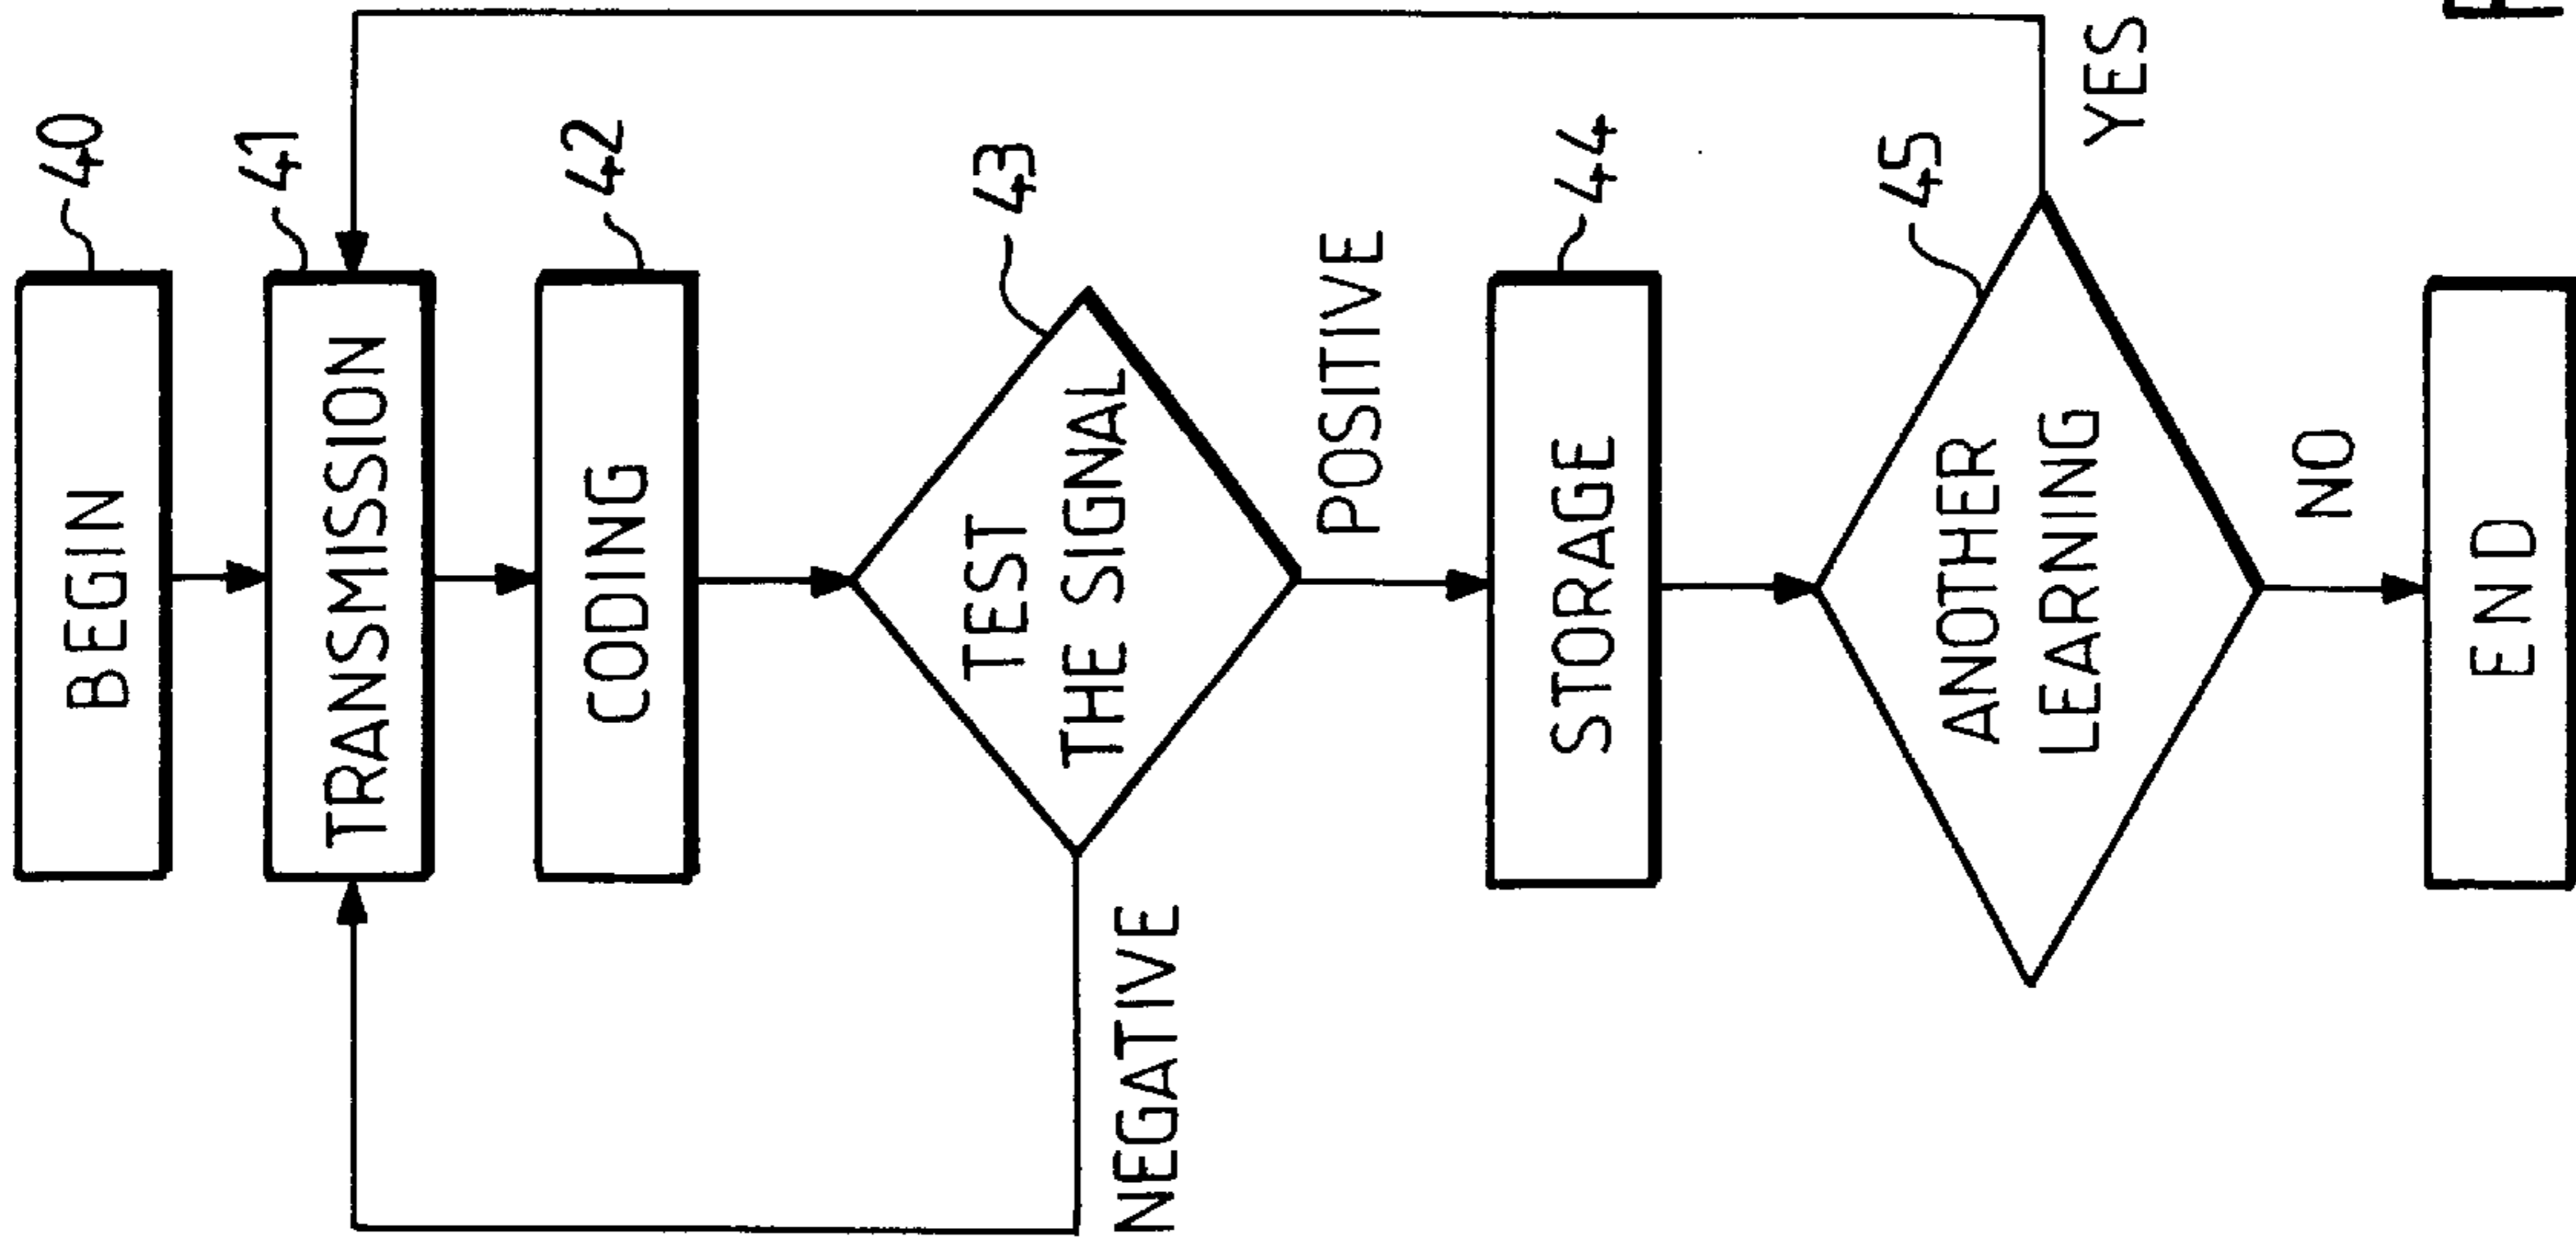 BEGIN
40
TRANSMISSION
41
CODING
42
TEST
THE SIGNAL
43
NEGATIVE
POSITIVE
STORAGE
44
ANOTHER
LEARNING
45
YES
NO
END